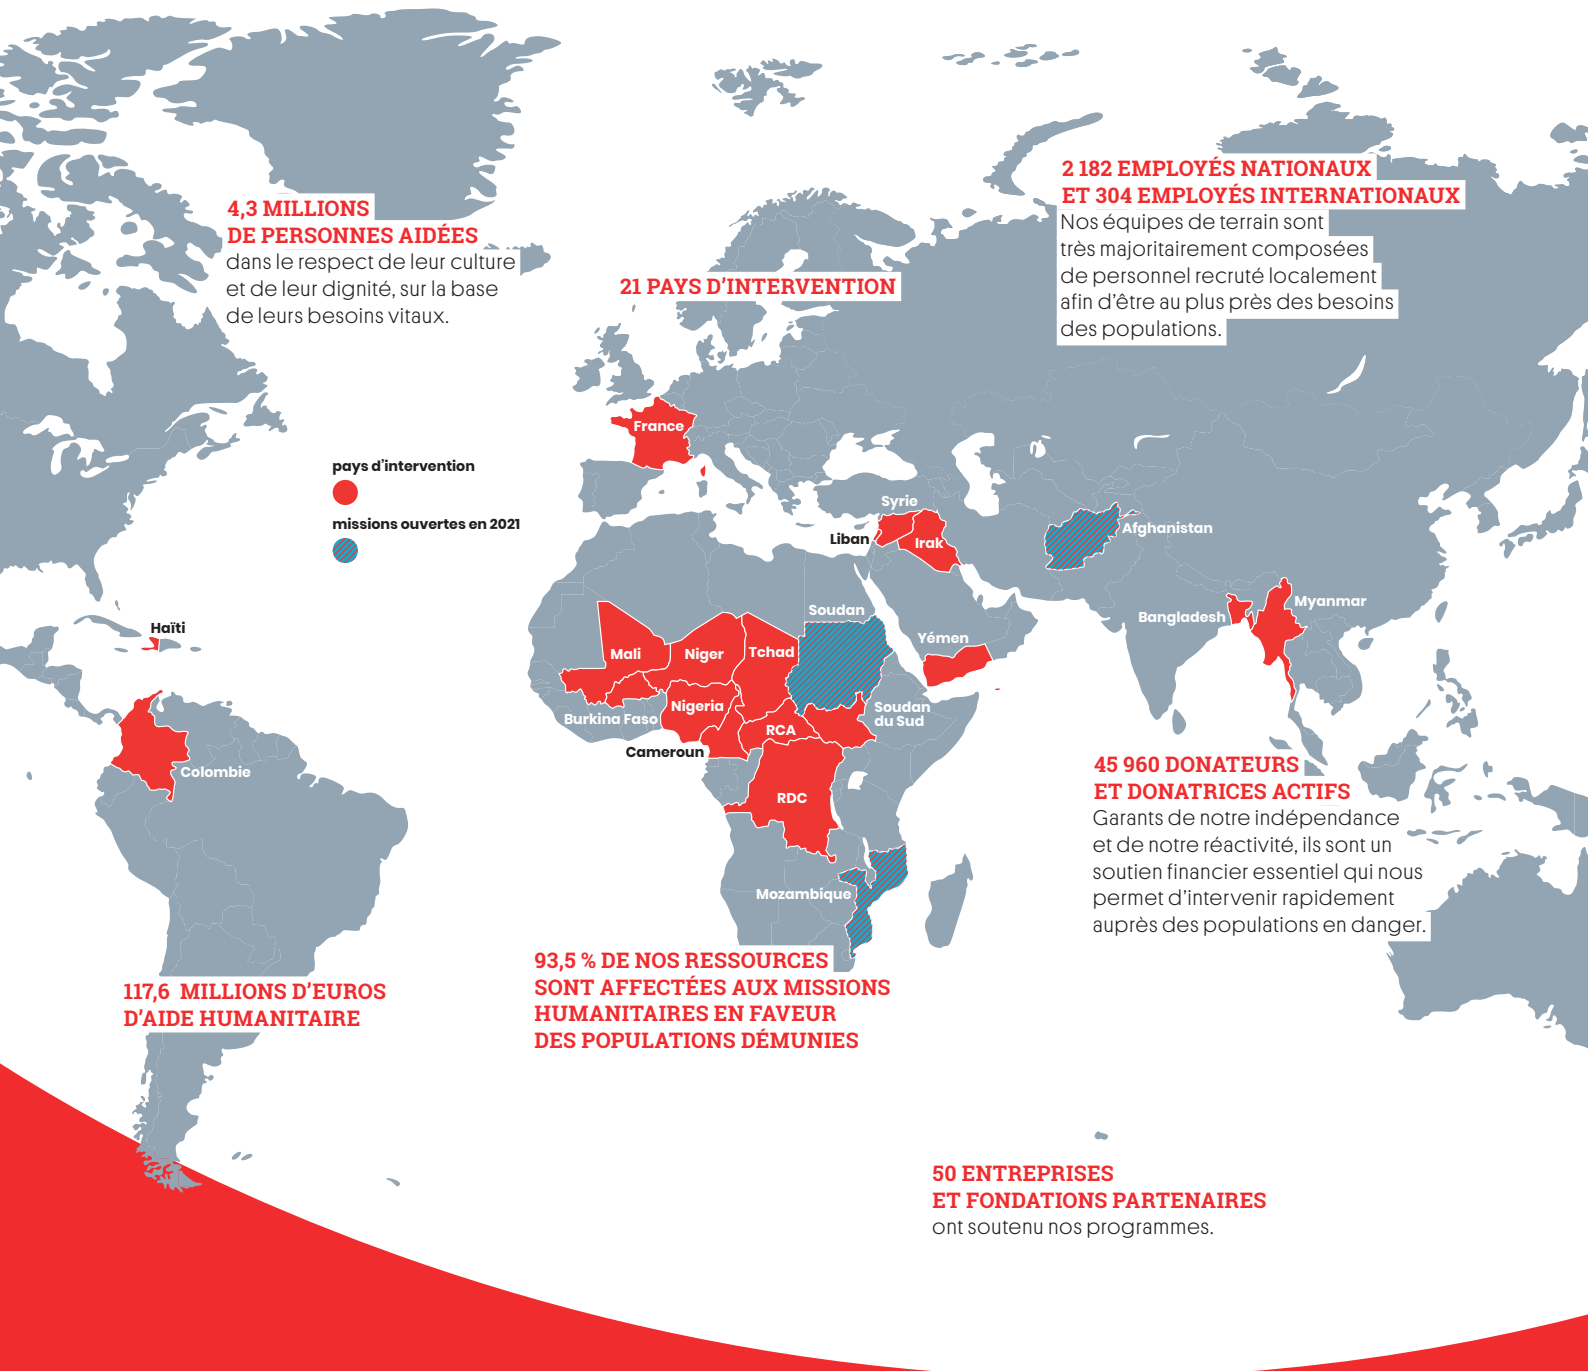 2 182 EMPLOYÉS NATIONAUX
ET 304 EMPLOYÉS INTERNATIONAUX
Nos équipes de terrain sont
très majoritairement composées
de personnel recruté localement
afin d'être au plus près des besoins
des populations.
4,3 MILLIONS
DE PERSONNES AIDÉES
dans le respect de leur culture
et de leur dignité, sur la base
de leurs besoins vitaux.
21 PAYS D'INTERVENTION
pays d'intervention
missions ouvertes en 2021
France
Syrie
Liban
Irak
Afghanistan
Soudan
Bangladesh
Myanmar
Haïti
Yémen
Mali
Niger
Tchad
Nigeria
Burkina Faso
Soudan
du Sud
RCA
Cameroun
Colombie
RDC
Mozambique
45 960 DONATEURS
ET DONATRICES ACTIFS
Garants de notre indépendance
et de notre réactivité, ils sont un
soutien financier essentiel qui nous
permet d'intervenir rapidement
auprès des populations en danger.
93,5 % DE NOS RESSOURCES
SONT AFFECTÉES AUX MISSIONS
HUMANITAIRES EN FAVEUR
DES POPULATIONS DÉMUNIES
117,6 MILLIONS D'EUROS
D'AIDE HUMANITAIRE
50 ENTREPRISES
ET FONDATIONS PARTENAIRES
ont soutenu nos programmes.